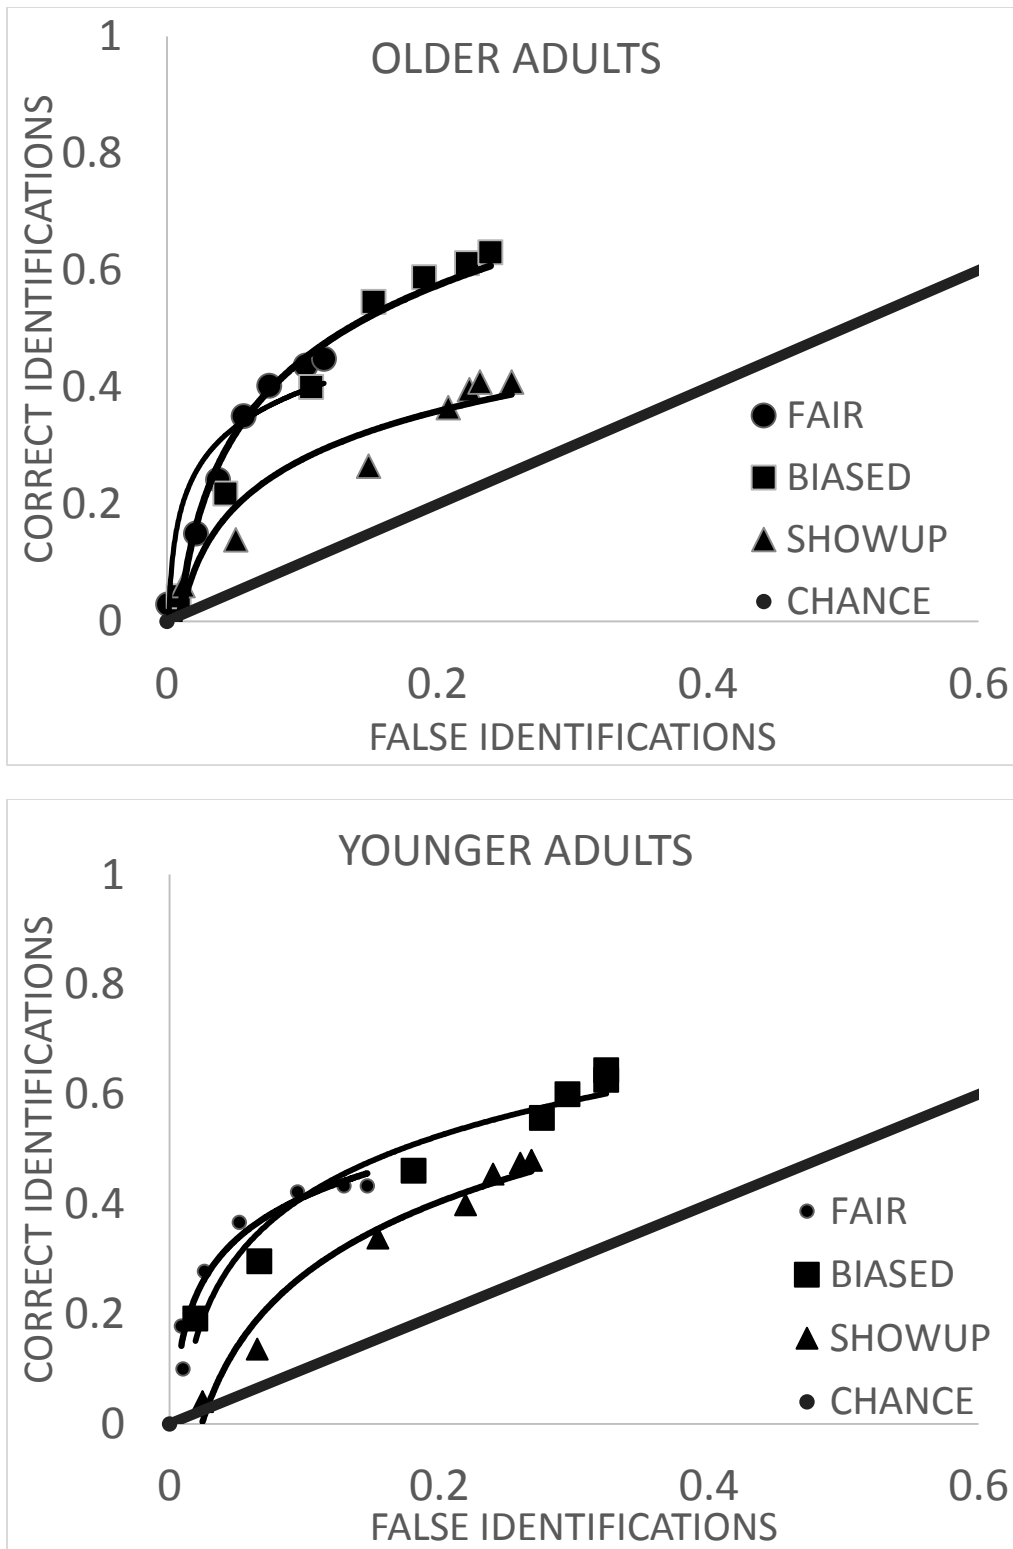 OLDER ADULTS
CORRECT IDENTIFICATIONS
1
0.8
0.6
0.4
0.2
0
FAIR
BIASED
SHOWUP
CHANCE
0 0.2 0.4 0.6
FALSE IDENTIFICATIONS
YOUNGER ADULTS
CORRECT IDENTIFICATIONS
1
0.8
0.6
0.4
0.2
0
FAIR
BIASED
SHOWUP
CHANCE
0 0.2 0.4 0.6
FALSE IDENTIFICATIONS